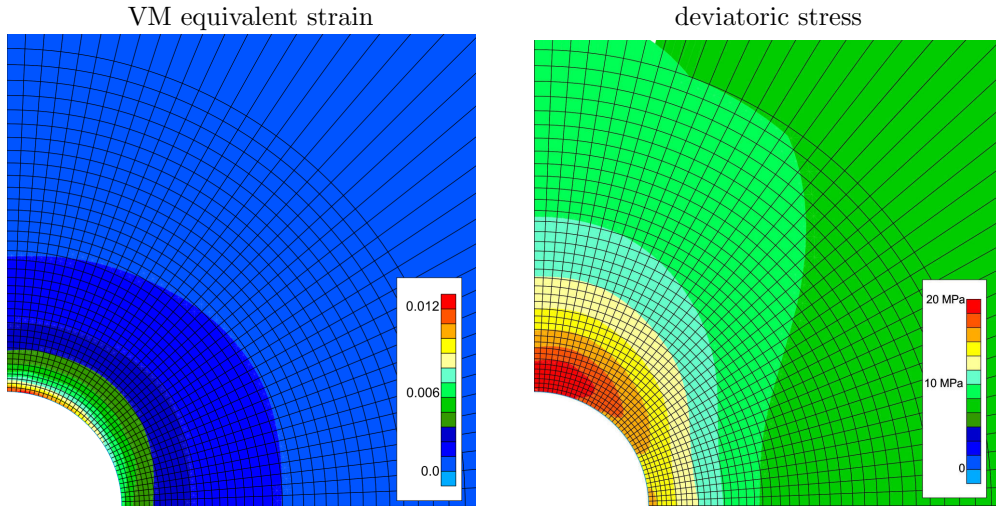 VM equivalent strain
deviatoric stress
0.012
0.006
0.0
20 MPa
10 MPa
0